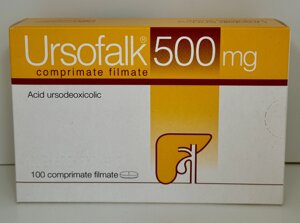 Ursofalk® 500 mg
comprimate filmate
Acid ursodeoxicolic
100 comprimate filmate